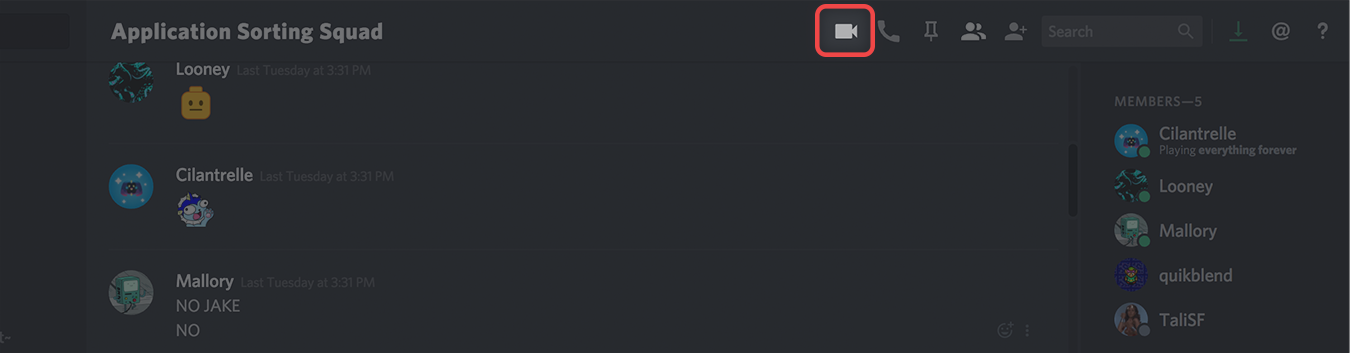 Application Sorting Squad
Search
@
?
Looney Last Tuesday at 3:31 PM
Cilantrelle Last Tuesday at 3:31 PM
Mallory Last Tuesday at 3:31 PM
NO JAKE
NO
t~
MEMBERS—5
Cilantrelle
Playing everything forever
Looney
Mallory
quikblend
TaliSF